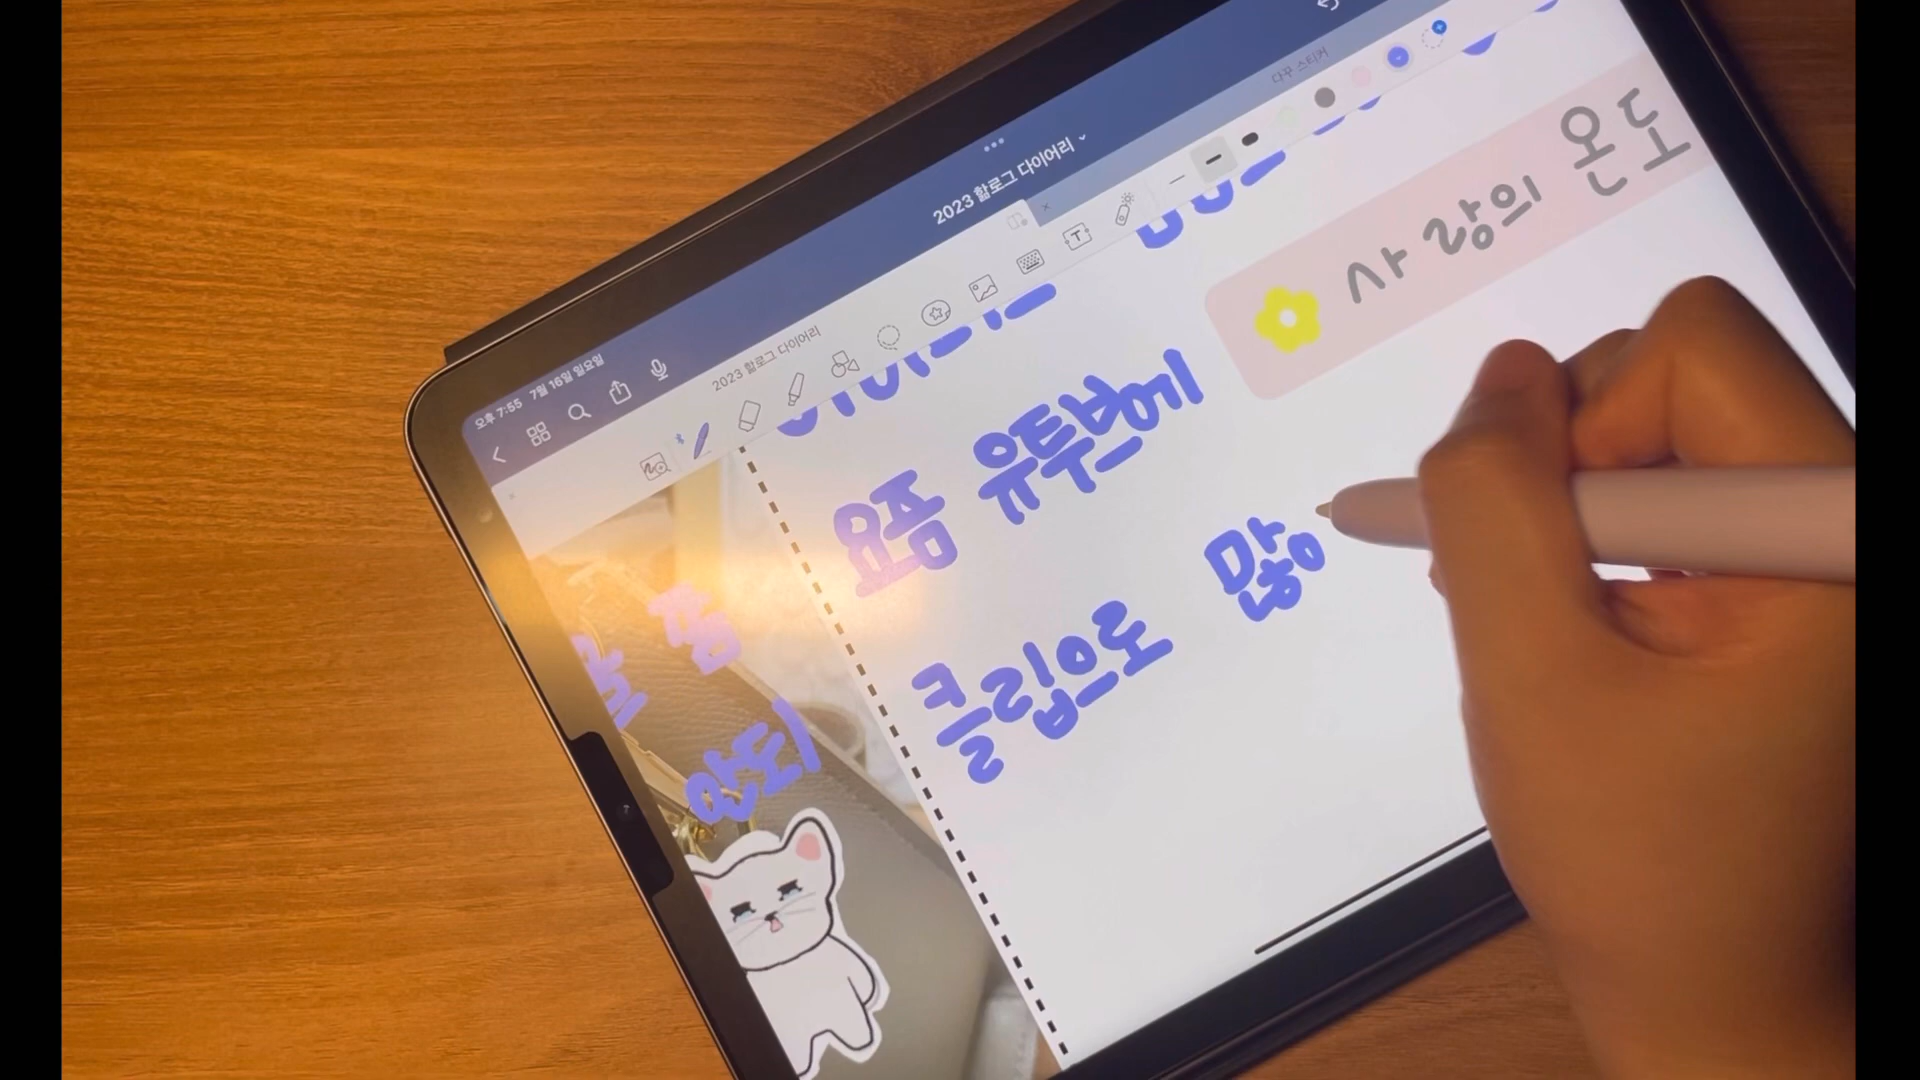 오후 7:55 7월 16일 일요일
2023 할로그 다이어리
2023 할로그 다이어리
다꾸 스티커
사랑의 온도
요즘 유투브에
클립으로 많